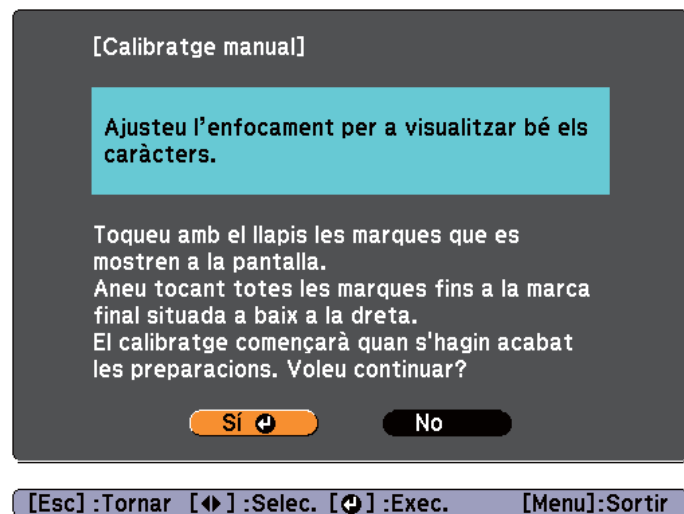 [Calibratge manual]
Ajusteu l'enfocament per a visualitzar bé els
caràcters.
Toqueu amb el llapis les marques que es
mostren a la pantalla.
Aneu tocant totes les marques fins a la marca
final situada a baix a la dreta.
El calibratge començarà quan s'hagin acabat
les preparacions. Voleu continuar?
Sí No
[Esc] :Tornar [◆] :Selec. [⏎] :Exec. [Menu]:Sortir